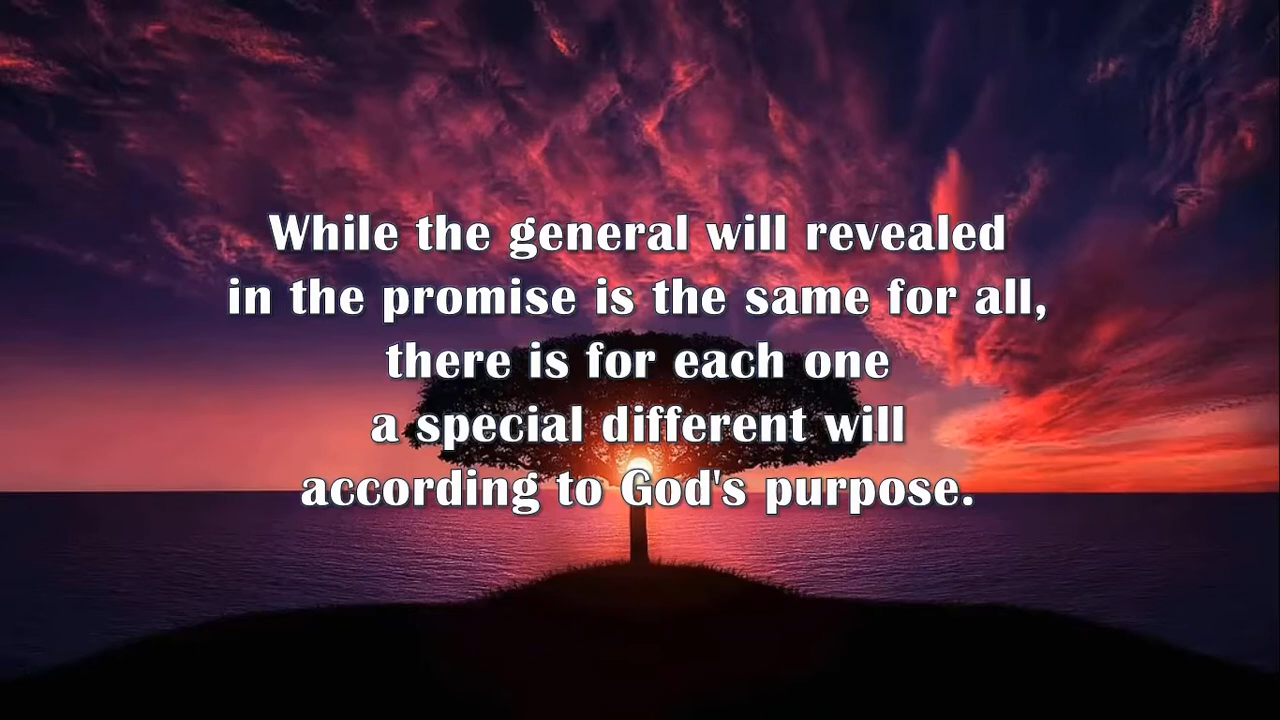 While the general will revealed
in the promise is the same for all,
there is for each one
a special different will
according to God's purpose.